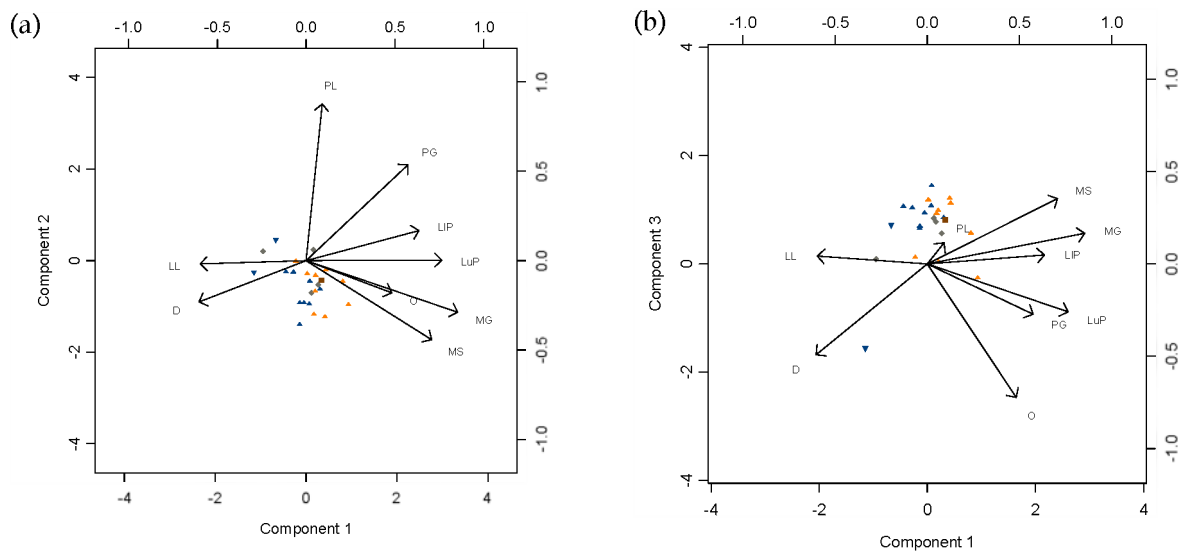 (a)
-1.0 -0.5 0.0 0.5 1.0
4
2
0
-2
-4
Component 2
PL
PG
LIP
LuP
O
MG
MS
LL
D
1.0
0.5
0.0
-0.5
-1.0
-4 -2 0 2 4
Component 1
(b)
-1.0 -0.5 0.0 0.5 1.0
4
2
0
-2
-4
Component 3
MS
MG
PL
LIP
LL
LuP
PG
D
O
1.0
0.5
0.0
-0.5
-1.0
-4 -2 0 2 4
Component 1